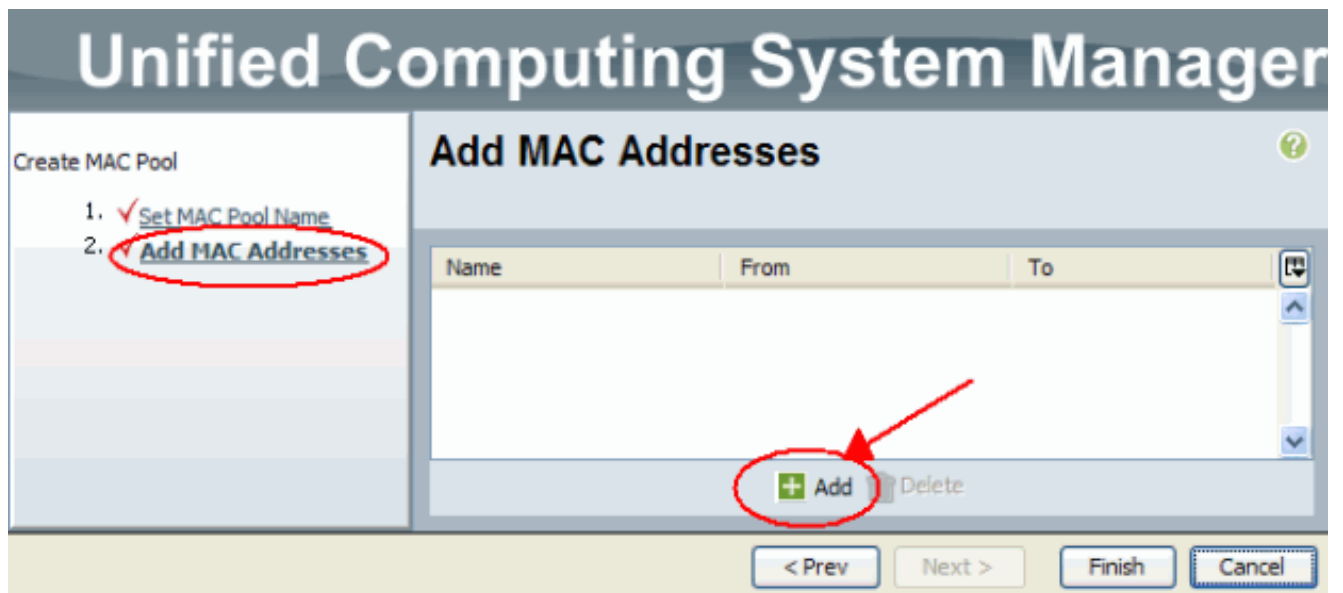 Unified Computing System Manager
Create MAC Pool
1. Set MAC Pool Name
2. Add MAC Addresses
Add MAC Addresses
?
Name From To
Add Delete
< Prev Next > Finish Cancel